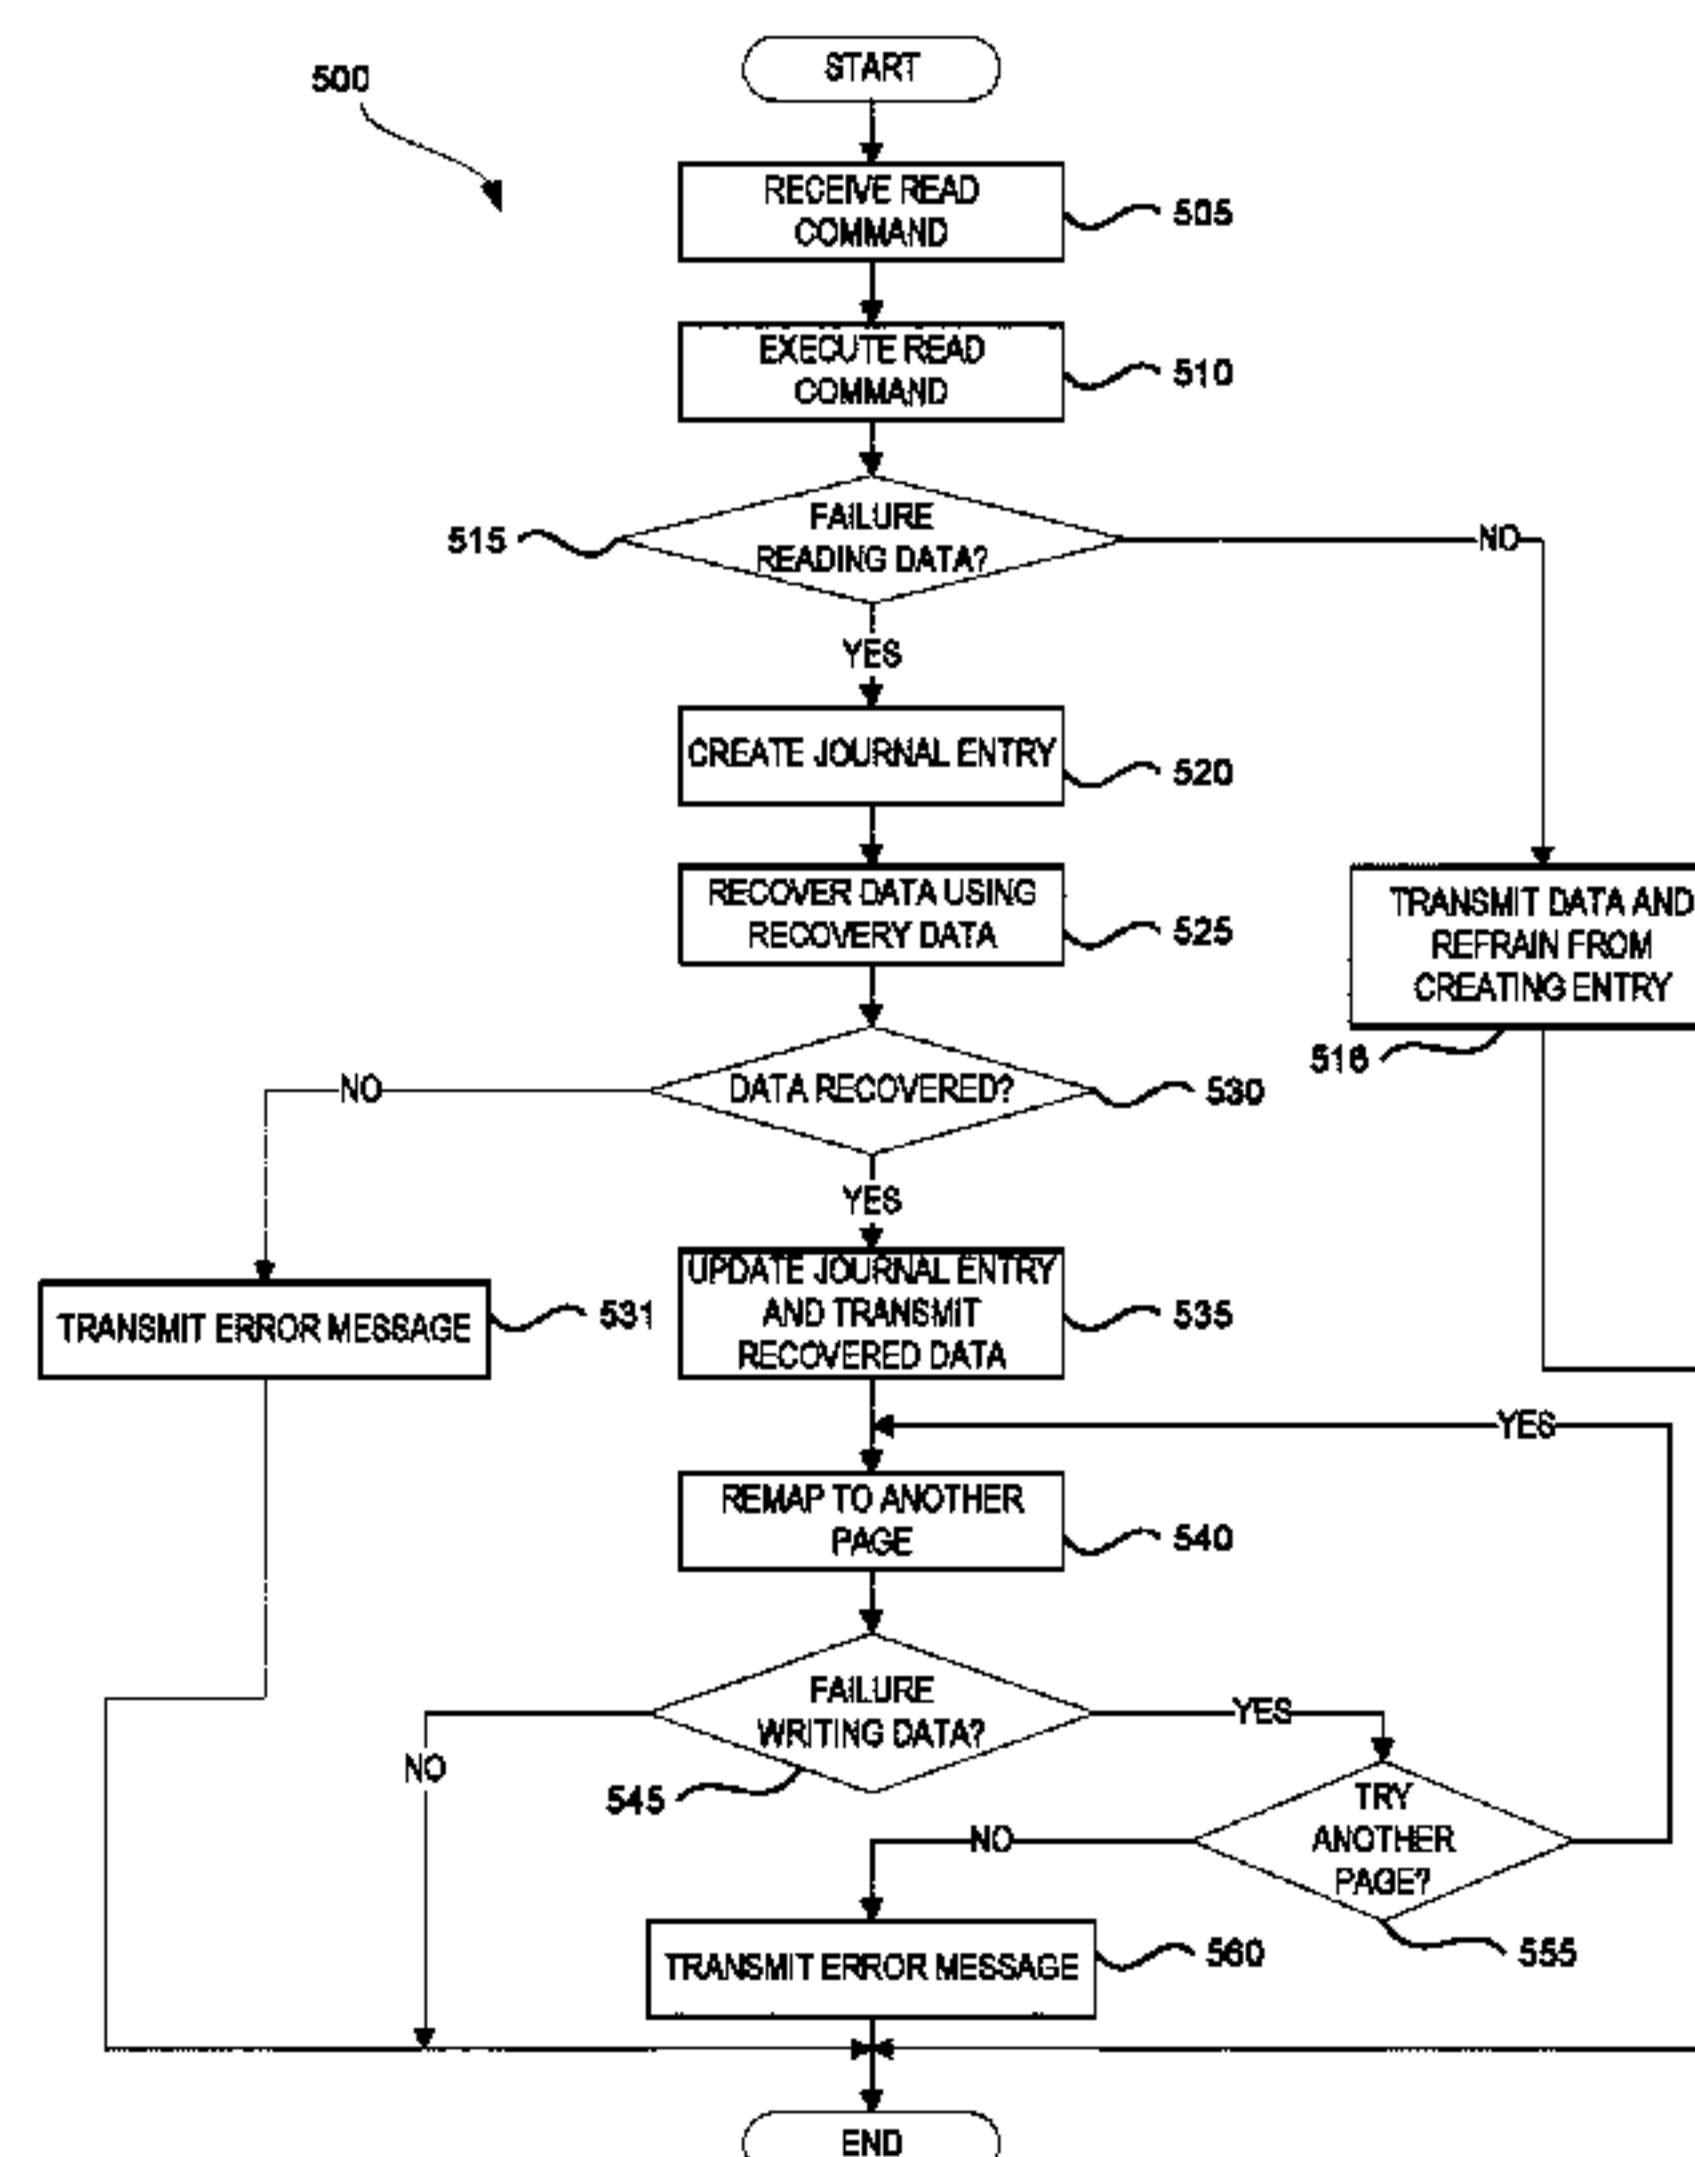 START
500
RECEIVE READ
COMMAND
505
EXECUTE READ
COMMAND
510
FAILURE
READING DATA?
515
NO
YES
CREATE JOURNAL ENTRY
520
RECOVER DATA USING
RECOVERY DATA
525
TRANSMIT DATA AND
REFRAIN FROM
CREATING ENTRY
516
NO
DATA RECOVERED?
530
YES
TRANSMIT ERROR MESSAGE
531
UPDATE JOURNAL ENTRY
AND TRANSMIT
RECOVERED DATA
535
YES
REMAP TO ANOTHER
PAGE
540
FAILURE
WRITING DATA?
545
YES
NO
TRY
ANOTHER
PAGE?
555
NO
TRANSMIT ERROR MESSAGE
560
END